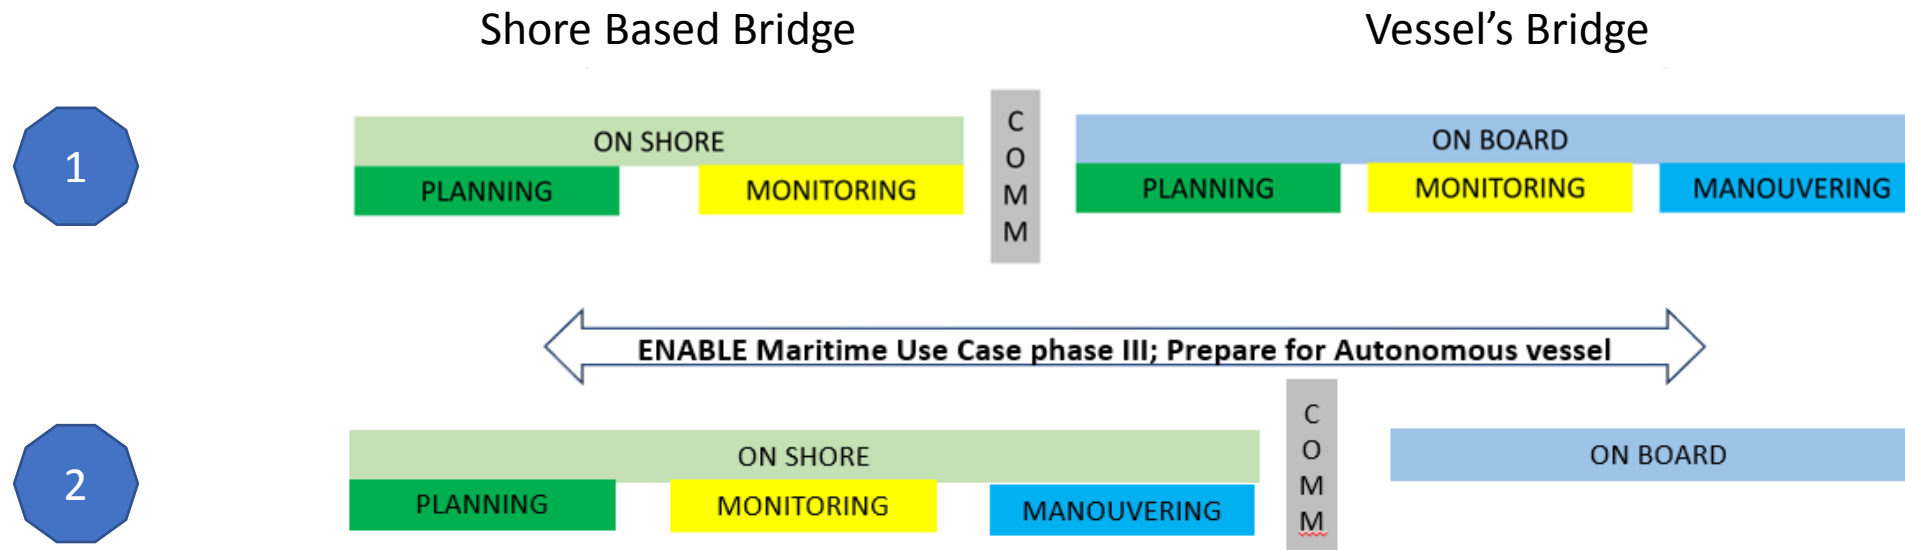 Shore Based Bridge
Vessel's Bridge
1
ON SHORE
PLANNING
MONITORING
C
O
M
M
ON BOARD
PLANNING
MONITORING
MANOUVERING
ENABLE Maritime Use Case phase III; Prepare for Autonomous vessel
2
ON SHORE
PLANNING
MONITORING
MANOUVERING
C
O
M
M
ON BOARD